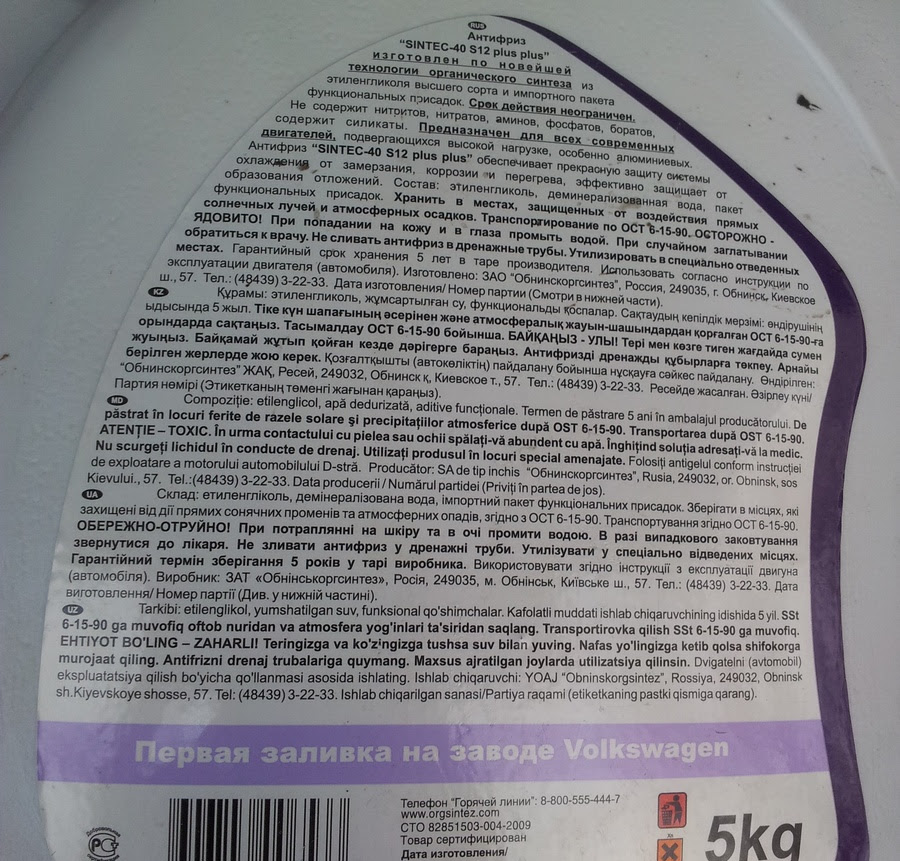 RUS
Антифриз
“SINTEC-40 S12 plus plus”
изготовлен по новейшей
технологии органического синтеза из
этиленгликоля высшего сорта и импортного пакета
функциональных присадок. Срок действия неограничен.
Не содержит нитритов, нитратов, аминов, фосфатов, боратов,
содержит силикаты. Предназначен для всех современных
двигателей, подвергающихся высокой нагрузке, особенно алюминиевых.
Антифриз “SINTEC-40 S12 plus plus” обеспечивает прекрасную защиту системы
охлаждения от замерзания, коррозии и перегрева, эффективно защищает от
образования отложений. Состав: этиленгликоль, деминерализованная вода, пакет
функциональных присадок. Хранить в местах, защищенных от воздействия прямых
солнечных лучей и атмосферных осадков. Транспортирование по ОСТ 6-15-90. ОСТОРОЖНО -
ЯДОВИТО! При попадании на кожу и в глаза промыть водой. При случайном заглатывании
обратиться к врачу. Не сливать антифриз в дренажные трубы. Утилизировать в специально отведенных
местах. Гарантийный срок хранения 5 лет в таре производителя. Использовать согласно инструкции по
эксплуатации двигателя (автомобиля). Изготовлено: ЗАО “Обнинскоргсинтез”, Россия, 249035, г. Обнинск, Киевское
ш., 57. Тел.: (48439) 3-22-33. Дата изготовления/ Номер партии (Смотри в нижней части).
KZ Құрамы: этиленгликоль, жұмсартылған су, функциональды қоспалар. Сақтаудың кепілдік мерзімі: өндірушінің
ыдысында 5 жыл. Тіке күн шапағының әсерінен және атмосфералық жауын-шашындардан қорғалған ОСТ 6-15-90-ға
орындарда сақтаңыз. Тасымалдау ОСТ 6-15-90 бойынша. БАЙҚАҢЫЗ - УЛЫ! Тері мен көзге тиген жағдайда сумен
жуыңыз. Байқамай жұтып қойған кезде дәрігерге бараңыз. Антифризді дренажды құбырларға төкпеу. Арнайы
берілген жерлерде жою керек. Қозғалтқышты (автокөліктің) пайдалану бойынша нұсқауға сәйкес пайдалану. Өндірілген:
“Обнинскоргсинтез” ЖАҚ, Ресей, 249032, Обнинск қ, Киевское т., 57. Тел.: (48439) 3-22-33. Ресейде жасалған. Әзірлеу күні/
Партия нөмірі (Этикетканың төменгі жағынан қараңыз).
MD Compoziţie: etilenglicol, apă dedurizată, aditive funcţionale. Termen de păstrare 5 ani în ambalajul producătorului. De
păstrat în locuri ferite de razele solare şi precipitaţiilor atmosferice după OST 6-15-90. Transportarea după OST 6-15-90.
ATENŢIE – TOXIC. În urma contactului cu pielea sau ochii spălaţi-vă abundent cu apă. Înghiţind soluţia adresaţi-vă la medic.
Nu scurgeţi lichidul în conducte de drenaj. Utilizaţi produsul în locuri special amenajate. Folosiţi antigelul conform instrucţiei
de exploatare a motorului automobilului D-stră. Producător: SA de tip inchis “Обнинскоргсинтез”, Rusia, 249032, or. Obninsk, sos
Kievului., 57. Tel.:(48439) 3-22-33. Data producerii / Numărul partidei (Priviţi în partea de jos).
UA Склад: етиленгліколь, демінералізована вода, імпортний пакет функціональних присадок. Зберігати в місцях, які
захищені від дії прямих сонячних променів та атмосферних опадів, згідно з ОСТ 6-15-90. Транспортування згідно ОСТ 6-15-90.
ОБЕРЕЖНО-ОТРУЙНО! При потраплянні на шкіру та в очі промити водою. В разі випадкового заковтування
звернутися до лікаря. Не зливати антифриз у дренажні труби. Утилізувати у спеціально відведених місцях.
Гарантійний термін зберігання 5 років у тарі виробника. Використовувати згідно інструкції з експлуатації двигуна
(автомобіля). Виробник: ЗАТ «Обнінськоргсинтез», Росія, 249035, м. Обнінськ, Київське ш., 57. Тел.: (48439) 3-22-33. Дата
виготовлення/ Номер партії (Див. у нижній частині).
UZ Tarkibi: etilenglikol, yumshatilgan suv, funksional qo'shimchalar. Kafolatli muddati ishlab chiqaruvchining idishida 5 yil. SSt
6-15-90 ga muvofiq oftob nuridan va atmosfera yog'inlari ta'siridan saqlang. Transportirovka qilish SSt 6-15-90 ga muvofiq.
EHTIYOT BO'LING – ZAHARLI! Teringizga va ko'zingizga tushsa suv bilan yuving. Nafas yo'lingizga ketib qolsa shifokorga
murojaat qiling. Antifrizni drenaj trubalariga quymang. Maxsus ajratilgan joylarda utilizatsiya qilinsin. Dvigatelni (avtomobil)
ekspluatatsiya qilish bo'yicha qo'llanmasi asosida ishlating. Ishlab chiqaruvchi: YOAJ “Obninskorgsintez”, Rossiya, 249032, Obninsk
sh.Kiyevskoye shosse, 57. Tel: (48439) 3-22-33. Ishlab chiqarilgan sanasi/Partiya raqami (etiketkaning pastki qismiga qarang).
Первая заливка на заводе Volkswagen
Телефон “Горячей линии”: 8-800-555-444-7
www.orgsintez.com
СТО 82851503-004-2009
Товар сертифицирован
Дата изготовления/
5kg